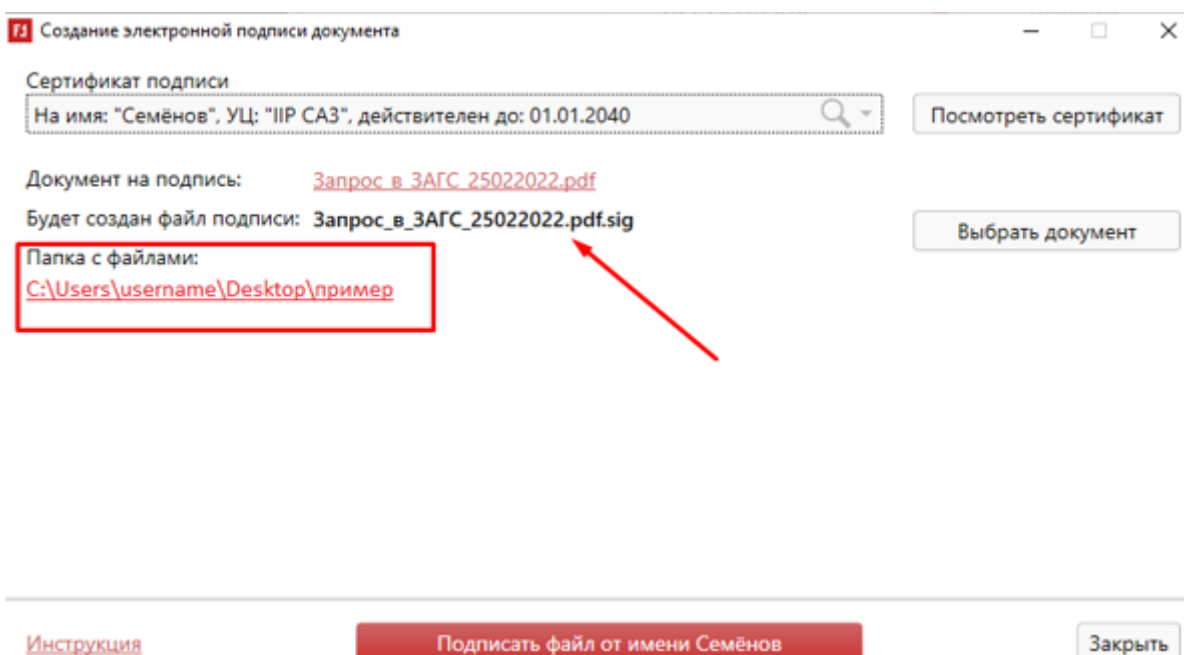 F1 Создание электронной подписи документа
Сертификат подписи
На имя: "Семёнов", УЦ: "IIP CA3", действителен до: 01.01.2040
Посмотреть сертификат
Документ на подпись: Запрос_в_ЗАГС_25022022.pdf
Будет создан файл подписи: Запрос_в_ЗАГС_25022022.pdf.sig
Выбрать документ
Папка с файлами:
C:\Users\username\Desktop\пример
Инструкция
Подписать файл от имени Семёнов
Закрыть